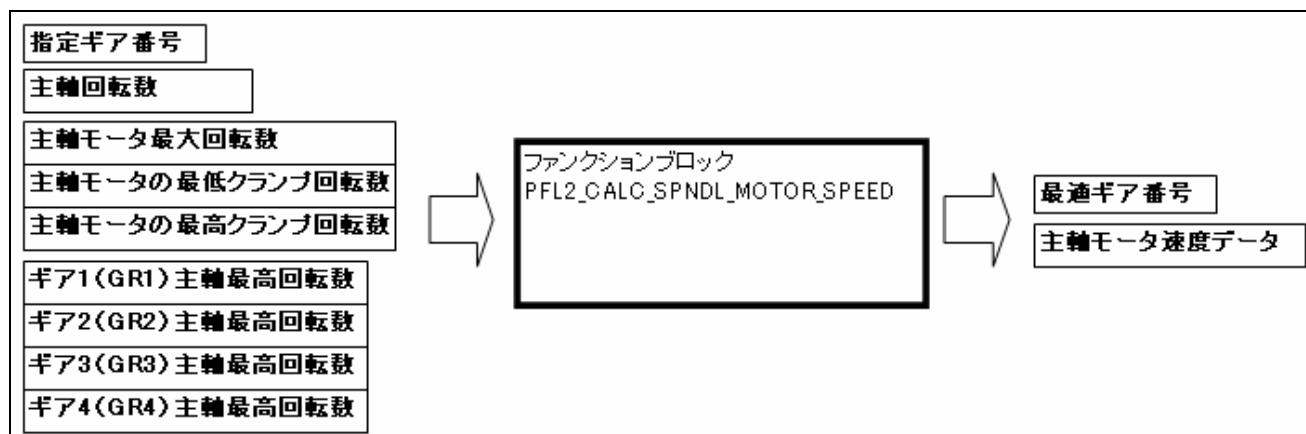 指定ギア番号
主軸回転数
主軸モータ最大回転数
主軸モータの最低クランプ回転数
主軸モータの最高クランプ回転数
ギア1(GR1)主軸最高回転数
ギア2(GR2)主軸最高回転数
ギア3(GR3)主軸最高回転数
ギア4(GR4)主軸最高回転数
ファンクションブロック
PFL2_CALC_SPNDL_MOTOR_SPEED
最適ギア番号
主軸モータ速度データ